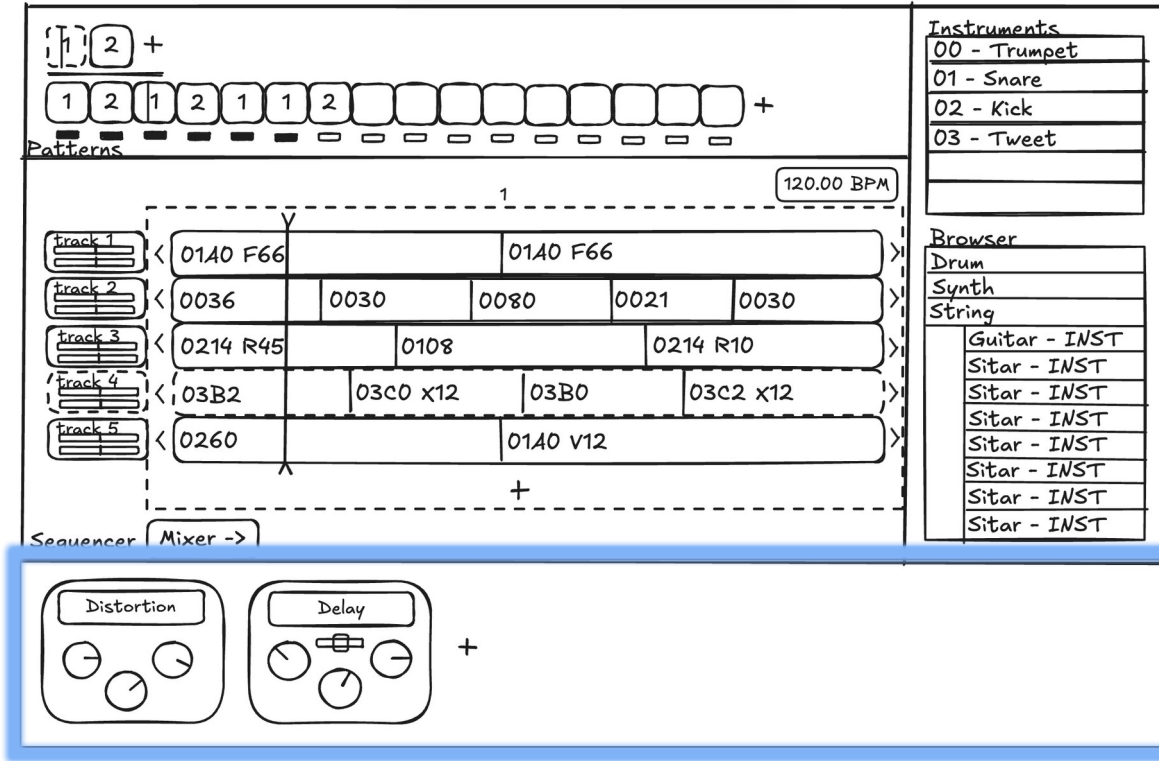 1 2 +
1 2 1 2 1 1 2 +
Patterns
120.00 BPM
1
track 1 < 01A0 F66 01A0 F66 >
track 2 < 0036 0030 0080 0021 0030 >
track 3 < 0214 R45 0108 0214 R10 >
track 4 < 03B2 03C0 X12 03B0 03C2 X12 >
track 5 < 0260 01A0 V12 >
+
Sequencer Mixer ->
Instruments
00 - Trumpet
01 - Snare
02 - Kick
03 - Tweet
Browser
Drum
Synth
String
Guitar - INST
Sitar - INST
Sitar - INST
Sitar - INST
Sitar - INST
Sitar - INST
Sitar - INST
Sitar - INST
Distortion Delay +